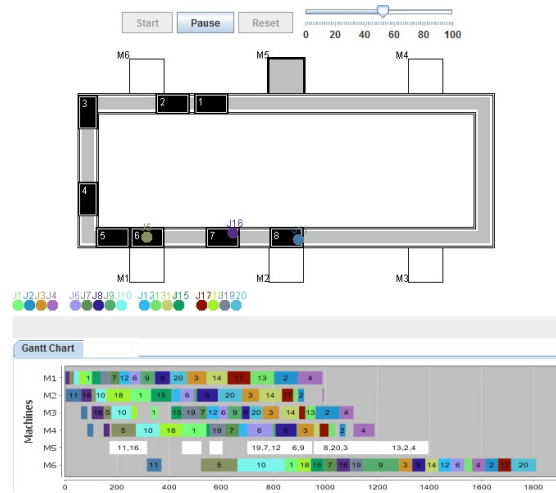 Start Pause Reset
0 20 40 60 80 100
M6 M5 M4
3 2 1
4
J5 J16
5 6 7 8
M1 M2 M3
J1 J2 J3 J4 J6 J7 J8 J9 J10 J12 J13 J14 J15 J17 J18 J19 J20
Gantt Chart
Machines
M1 1 7 12 6 9 8 20 3 14 17 13 2 4
M2 11 16 10 18 1 15 6 8 20 3 14 17 2
M3 16 5 10 1 15 19 7 12 6 9 8 20 3 14 13 2 4
M4 5 10 18 1 19 7 6 8 20 3 9 2 4
M5 11,16 19,7,12 6,9 8,20,3 13,2,4
M6 11 5 10 1 18 15 7 16 19 9 3 8 14 12 6 13 4 2 17 20
0 200 400 600 800 1000 1200 1400 1600 1800